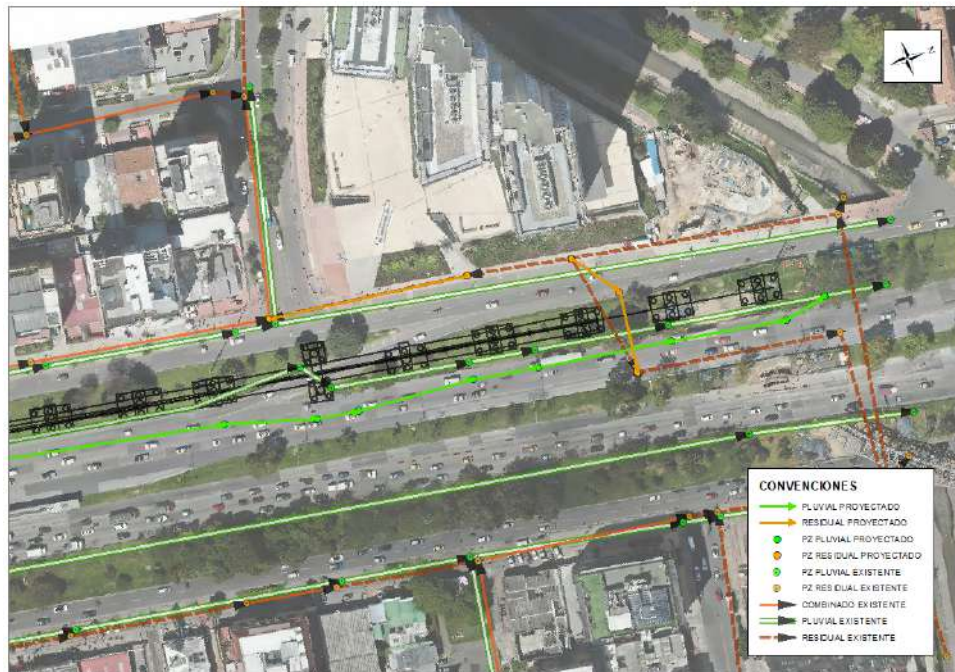 CONVENCIONES
PLUVIAL PROYECTADO
RESIDUAL PROYECTADO
PZ PLUVIAL PROYECTADO
PZ RESIDUAL PROYECTADO
PZ PLUVIAL EXISTENTE
PZ RESIDUAL EXISTENTE
COMBINADO EXISTENTE
PLUVIAL EXISTENTE
RESIDUAL EXISTENTE